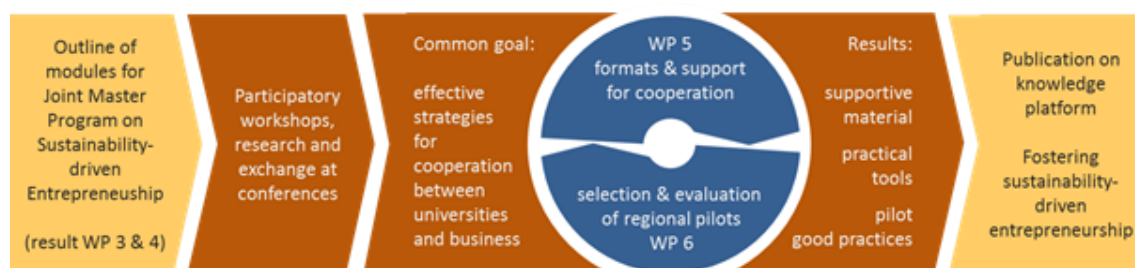 Outline of
modules for
Joint Master
Program on
Sustainability-
driven
Entrepreneurship
(result WP 3 & 4)
Participatory
workshops,
research and
exchange at
conferences
Common goal:
effective
strategies
for
cooperation
between
universities
and business
WP 5
formats & support
for cooperation
selection & evaluation
of regional pilots
WP 6
Results:
supportive
material
practical
tools
pilot
good practices
Publication on
knowledge
platform
Fostering
sustainability-
driven
entrepreneurship